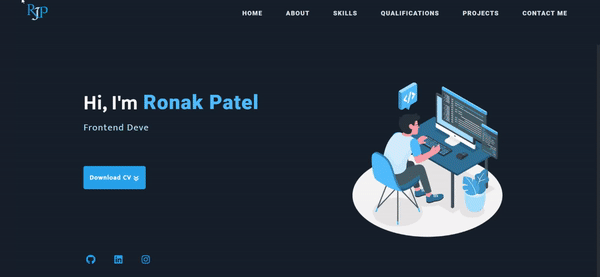 RJP
HOME ABOUT SKILLS QUALIFICATIONS PROJECTS CONTACT ME
Hi, I'm Ronak Patel
Frontend Deve
Download CV